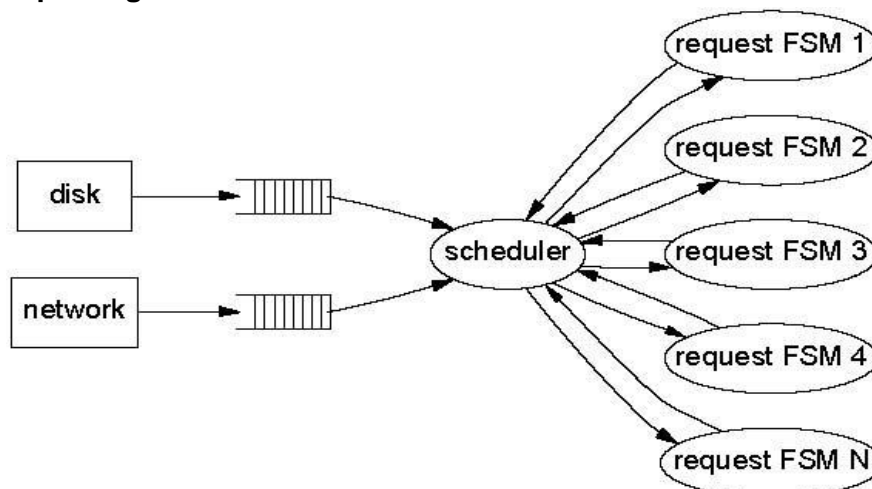 request FSM 1
request FSM 2
disk
scheduler
request FSM 3
network
request FSM 4
request FSM N